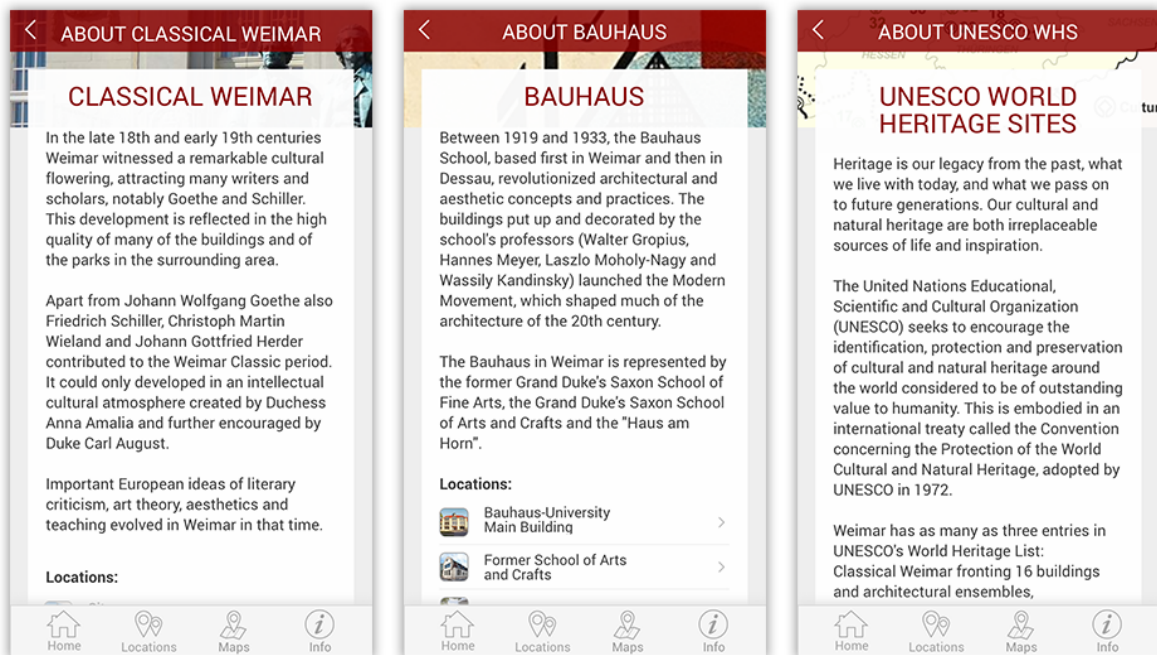 ABOUT CLASSICAL WEIMAR
CLASSICAL WEIMAR
In the late 18th and early 19th centuries
Weimar witnessed a remarkable cultural
flowering, attracting many writers and
scholars, notably Goethe and Schiller.
This development is reflected in the high
quality of many of the buildings and of
the parks in the surrounding area.
Apart from Johann Wolfgang Goethe also
Friedrich Schiller, Christoph Martin
Wieland and Johann Gottfried Herder
contributed to the Weimar Classic period.
It could only developed in an intellectual
cultural atmosphere created by Duchess
Anna Amalia and further encouraged by
Duke Carl August.
Important European ideas of literary
criticism, art theory, aesthetics and
teaching evolved in Weimar in that time.
Locations:
Home
Locations
Maps
Info
ABOUT BAUHAUS
BAUHAUS
Between 1919 and 1933, the Bauhaus
School, based first in Weimar and then in
Dessau, revolutionized architectural and
aesthetic concepts and practices. The
buildings put up and decorated by the
school's professors (Walter Gropius,
Hannes Meyer, Laszlo Moholy-Nagy and
Wassily Kandinsky) launched the Modern
Movement, which shaped much of the
architecture of the 20th century.
The Bauhaus in Weimar is represented by
the former Grand Duke's Saxon School of
Fine Arts, the Grand Duke's Saxon School
of Arts and Crafts and the "Haus am
Horn".
Locations:
Bauhaus-University
Main Building
Former School of Arts
and Crafts
Home
Locations
Maps
Info
ABOUT UNESCO WHS
HESSEN
17
UNESCO WORLD
HERITAGE SITES
Heritage is our legacy from the past, what
we live with today, and what we pass on
to future generations. Our cultural and
natural heritage are both irreplaceable
sources of life and inspiration.
The United Nations Educational,
Scientific and Cultural Organization
(UNESCO) seeks to encourage the
identification, protection and preservation
of cultural and natural heritage around
the world considered to be of outstanding
value to humanity. This is embodied in an
international treaty called the Convention
concerning the Protection of the World
Cultural and Natural Heritage, adopted by
UNESCO in 1972.
Weimar has as many as three entries in
UNESCO's World Heritage List:
Classical Weimar fronting 16 buildings
and architectural ensembles,
Home
Locations
Maps
Info